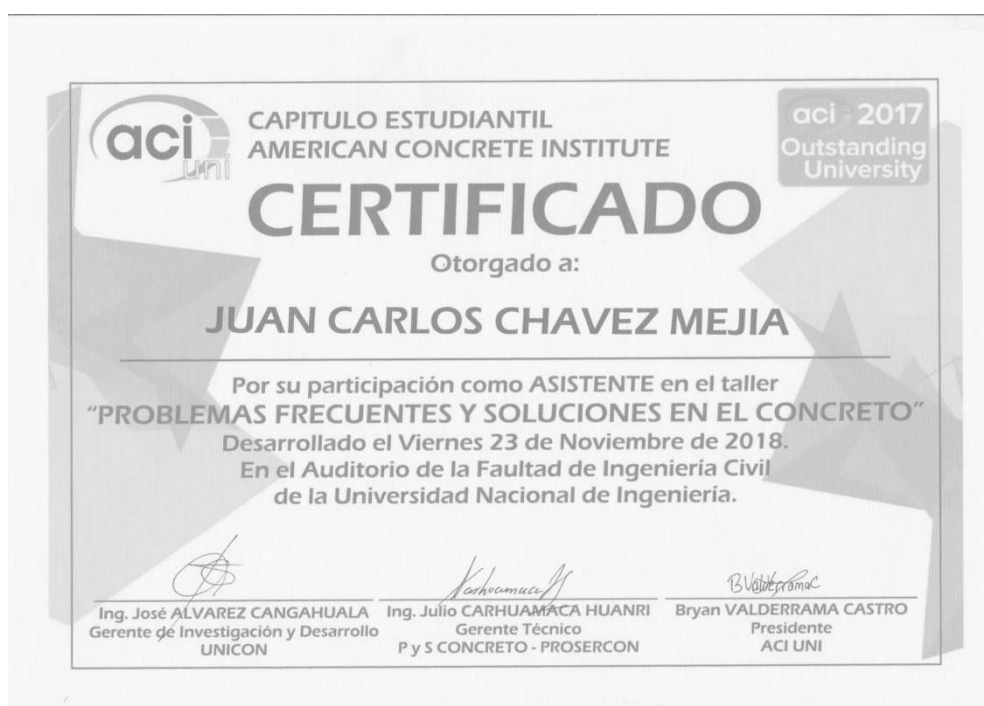 aci uni
CAPITULO ESTUDIANTIL
AMERICAN CONCRETE INSTITUTE
aci 2017
Outstanding
University
CERTIFICADO
Otorgado a:
JUAN CARLOS CHAVEZ MEJIA
Por su participación como ASISTENTE en el taller
"PROBLEMAS FRECUENTES Y SOLUCIONES EN EL CONCRETO"
Desarrollado el Viernes 23 de Noviembre de 2018.
En el Auditorio de la Faultad de Ingeniería Civil
de la Universidad Nacional de Ingeniería.
Carhuamaca H
B Valderrama C
Ing. José ALVAREZ CANGAHUALA
Gerente de Investigación y Desarrollo
UNICON
Ing. Julio CARHUAMACA HUANRI
Gerente Técnico
P y S CONCRETO - PROSERCON
Bryan VALDERRAMA CASTRO
Presidente
ACI UNI